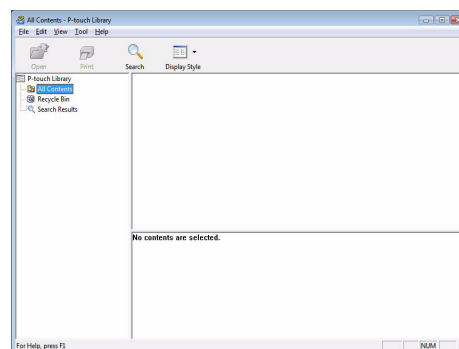 All Contents - P-touch Library
File Edit View Tool Help
Open Print Search Display Style
P-touch Library
All Contents
Recycle Bin
Search Results
No contents are selected.
For Help, press F1
NUM